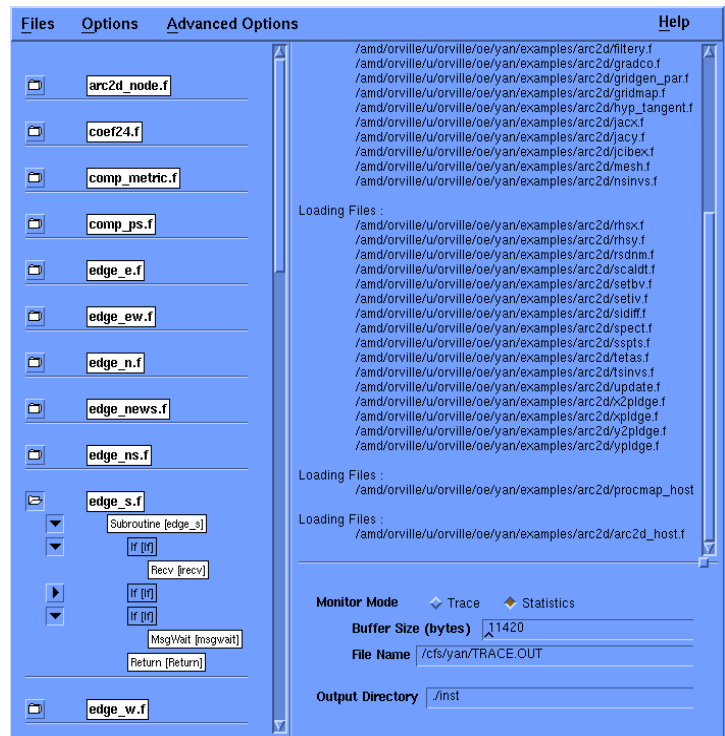 Files Options Advanced Options Help
arc2d_node.f
coef24.f
comp_metric.f
comp_ps.f
edge_e.f
edge_ew.f
edge_n.f
edge_news.f
edge_ns.f
edge_s.f
Subroutine [edge_s]
If [If]
Recv [irecv]
If [If]
If [If]
MsgWait [msgwait]
Return [Return]
edge_w.f
/amd/orville/u/orville/oe/yan/examples/arc2d/filtery.f
/amd/orville/u/orville/oe/yan/examples/arc2d/gradco.f
/amd/orville/u/orville/oe/yan/examples/arc2d/gridgen_par.f
/amd/orville/u/orville/oe/yan/examples/arc2d/gridmap.f
/amd/orville/u/orville/oe/yan/examples/arc2d/hyp_tangent.f
/amd/orville/u/orville/oe/yan/examples/arc2d/jacx.f
/amd/orville/u/orville/oe/yan/examples/arc2d/jacy.f
/amd/orville/u/orville/oe/yan/examples/arc2d/jcibex.f
/amd/orville/u/orville/oe/yan/examples/arc2d/mesh.f
/amd/orville/u/orville/oe/yan/examples/arc2d/nsinvs.f
Loading Files :
/amd/orville/u/orville/oe/yan/examples/arc2d/rhsx.f
/amd/orville/u/orville/oe/yan/examples/arc2d/rhsy.f
/amd/orville/u/orville/oe/yan/examples/arc2d/rsdnm.f
/amd/orville/u/orville/oe/yan/examples/arc2d/scaldt.f
/amd/orville/u/orville/oe/yan/examples/arc2d/setbv.f
/amd/orville/u/orville/oe/yan/examples/arc2d/setiv.f
/amd/orville/u/orville/oe/yan/examples/arc2d/sidiff.f
/amd/orville/u/orville/oe/yan/examples/arc2d/spect.f
/amd/orville/u/orville/oe/yan/examples/arc2d/sspts.f
/amd/orville/u/orville/oe/yan/examples/arc2d/tetas.f
/amd/orville/u/orville/oe/yan/examples/arc2d/tsinvs.f
/amd/orville/u/orville/oe/yan/examples/arc2d/update.f
/amd/orville/u/orville/oe/yan/examples/arc2d/x2pldge.f
/amd/orville/u/orville/oe/yan/examples/arc2d/xpldge.f
/amd/orville/u/orville/oe/yan/examples/arc2d/y2pldge.f
/amd/orville/u/orville/oe/yan/examples/arc2d/ypldge.f
Loading Files :
/amd/orville/u/orville/oe/yan/examples/arc2d/procmap_host
Loading Files :
/amd/orville/u/orville/oe/yan/examples/arc2d/arc2d_host.f
Monitor Mode Trace Statistics
Buffer Size (bytes) 11420
File Name /cfs/yan/TRACE.OUT
Output Directory ./inst